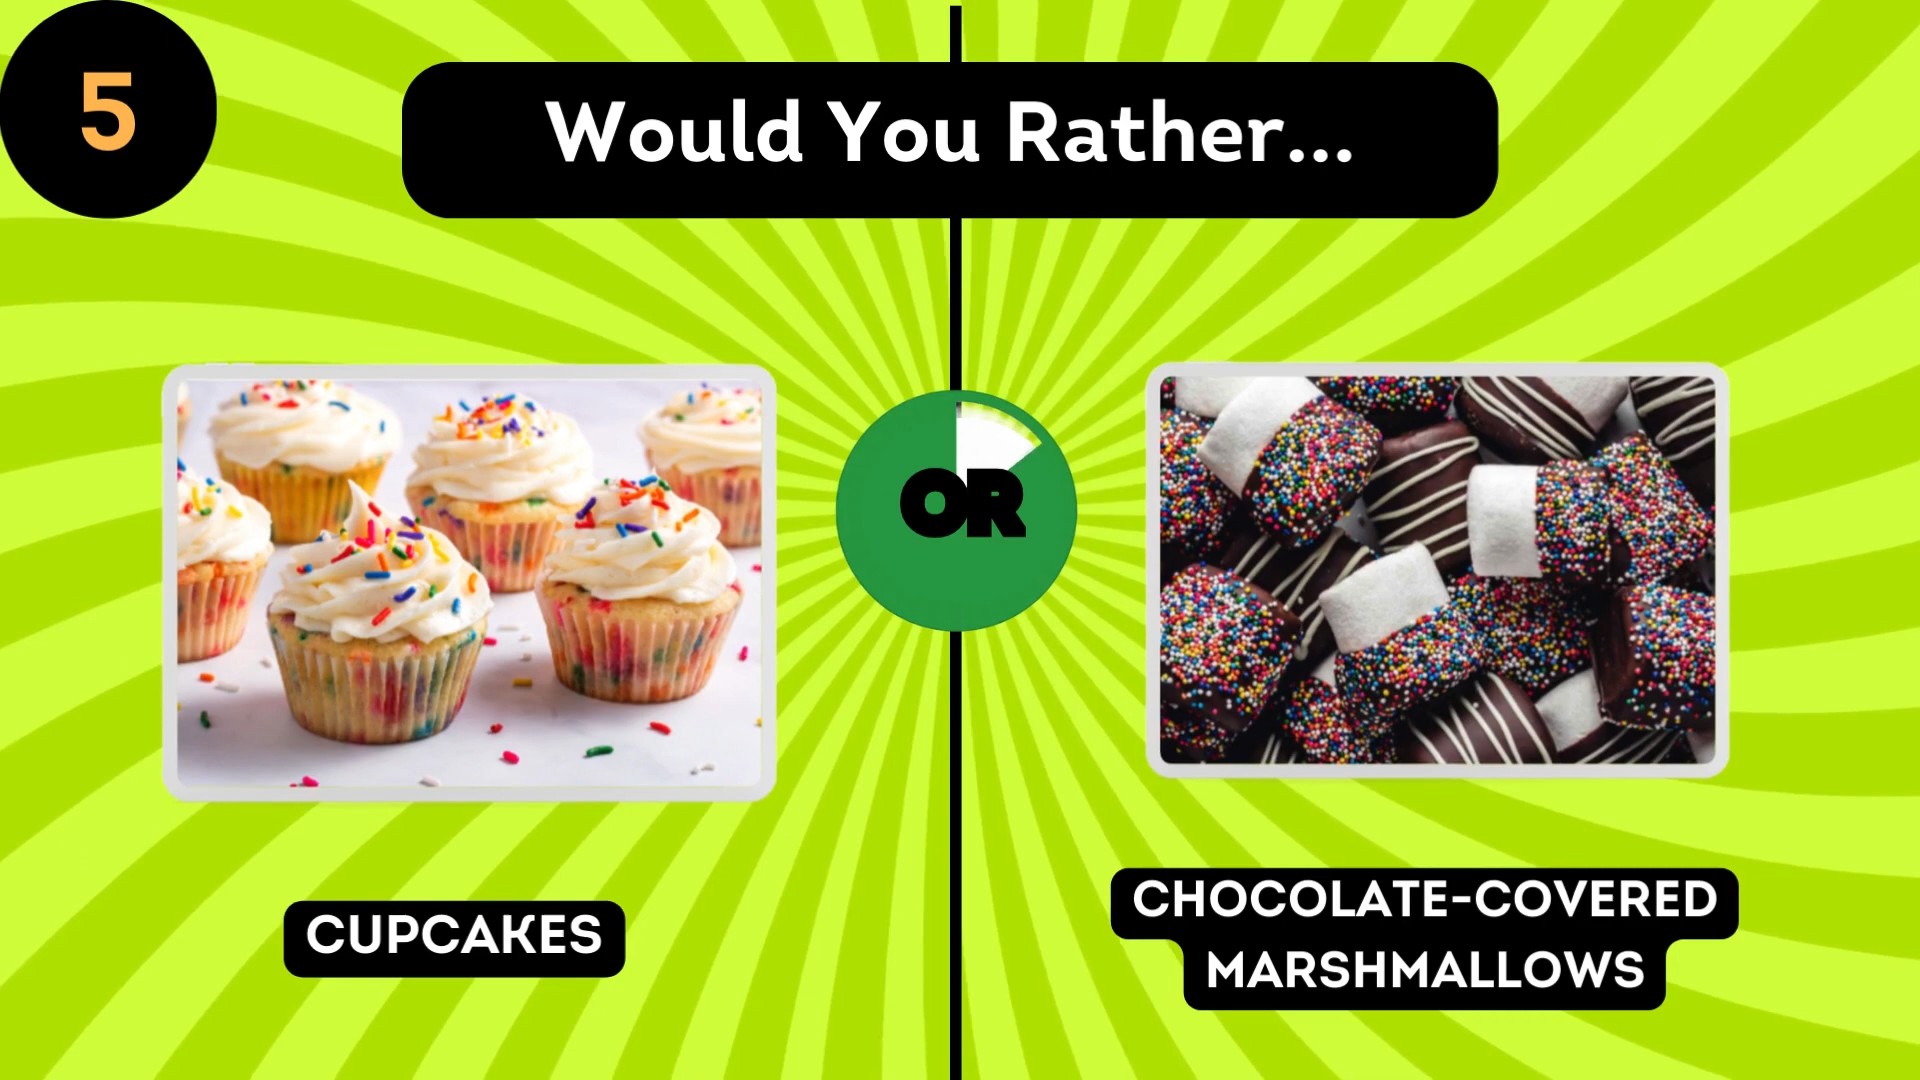 5
Would You Rather...
OR
CUPCAKES
CHOCOLATE-COVERED
MARSHMALLOWS